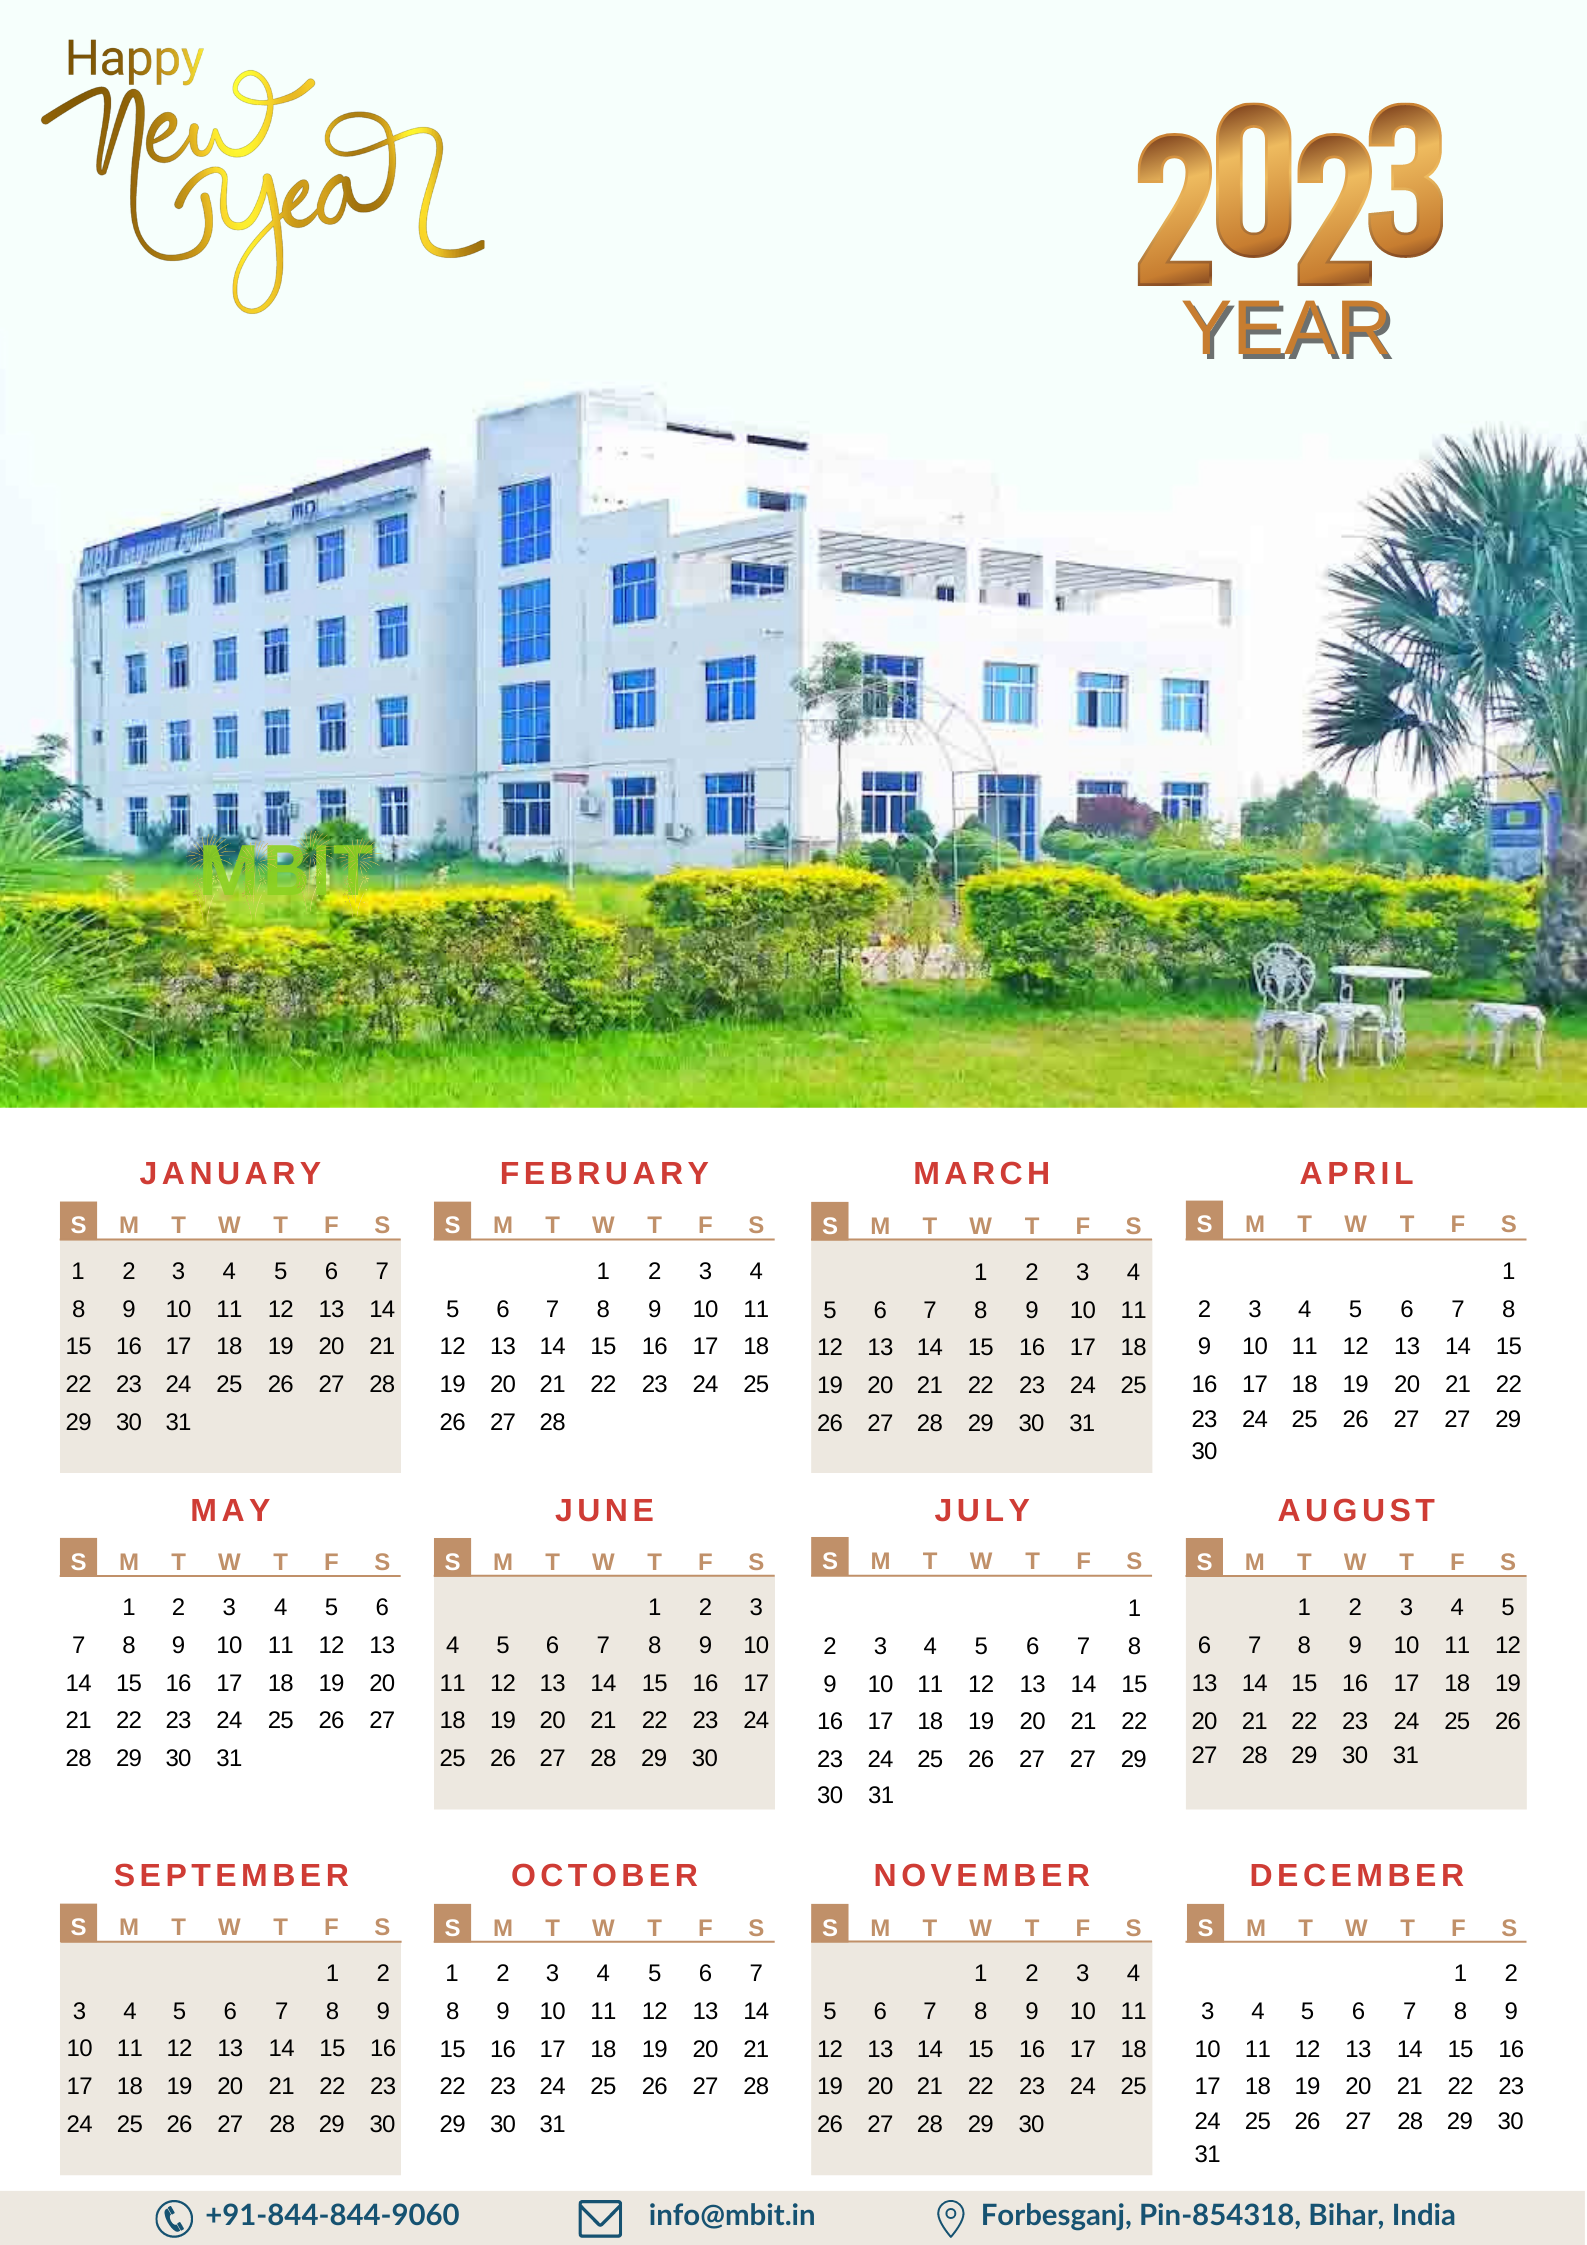 Happy
New
Year
2023
YEAR
MBIT
JANUARY
S M T W T F S
1 2 3 4 5 6 7
8 9 10 11 12 13 14
15 16 17 18 19 20 21
22 23 24 25 26 27 28
29 30 31
FEBRUARY
S M T W T F S
1 2 3 4
5 6 7 8 9 10 11
12 13 14 15 16 17 18
19 20 21 22 23 24 25
26 27 28
MARCH
S M T W T F S
1 2 3 4
5 6 7 8 9 10 11
12 13 14 15 16 17 18
19 20 21 22 23 24 25
26 27 28 29 30 31
APRIL
S M T W T F S
1
2 3 4 5 6 7 8
9 10 11 12 13 14 15
16 17 18 19 20 21 22
23 24 25 26 27 27 29
30
MAY
S M T W T F S
1 2 3 4 5 6
7 8 9 10 11 12 13
14 15 16 17 18 19 20
21 22 23 24 25 26 27
28 29 30 31
JUNE
S M T W T F S
1 2 3
4 5 6 7 8 9 10
11 12 13 14 15 16 17
18 19 20 21 22 23 24
25 26 27 28 29 30
JULY
S M T W T F S
1
2 3 4 5 6 7 8
9 10 11 12 13 14 15
16 17 18 19 20 21 22
23 24 25 26 27 27 29
30 31
AUGUST
S M T W T F S
1 2 3 4 5
6 7 8 9 10 11 12
13 14 15 16 17 18 19
20 21 22 23 24 25 26
27 28 29 30 31
SEPTEMBER
S M T W T F S
1 2
3 4 5 6 7 8 9
10 11 12 13 14 15 16
17 18 19 20 21 22 23
24 25 26 27 28 29 30
OCTOBER
S M T W T F S
1 2 3 4 5 6 7
8 9 10 11 12 13 14
15 16 17 18 19 20 21
22 23 24 25 26 27 28
29 30 31
NOVEMBER
S M T W T F S
1 2 3 4
5 6 7 8 9 10 11
12 13 14 15 16 17 18
19 20 21 22 23 24 25
26 27 28 29 30
DECEMBER
S M T W T F S
1 2
3 4 5 6 7 8 9
10 11 12 13 14 15 16
17 18 19 20 21 22 23
24 25 26 27 28 29 30
31
+91-844-844-9060
info@mbit.in
Forbesganj, Pin-854318, Bihar, India